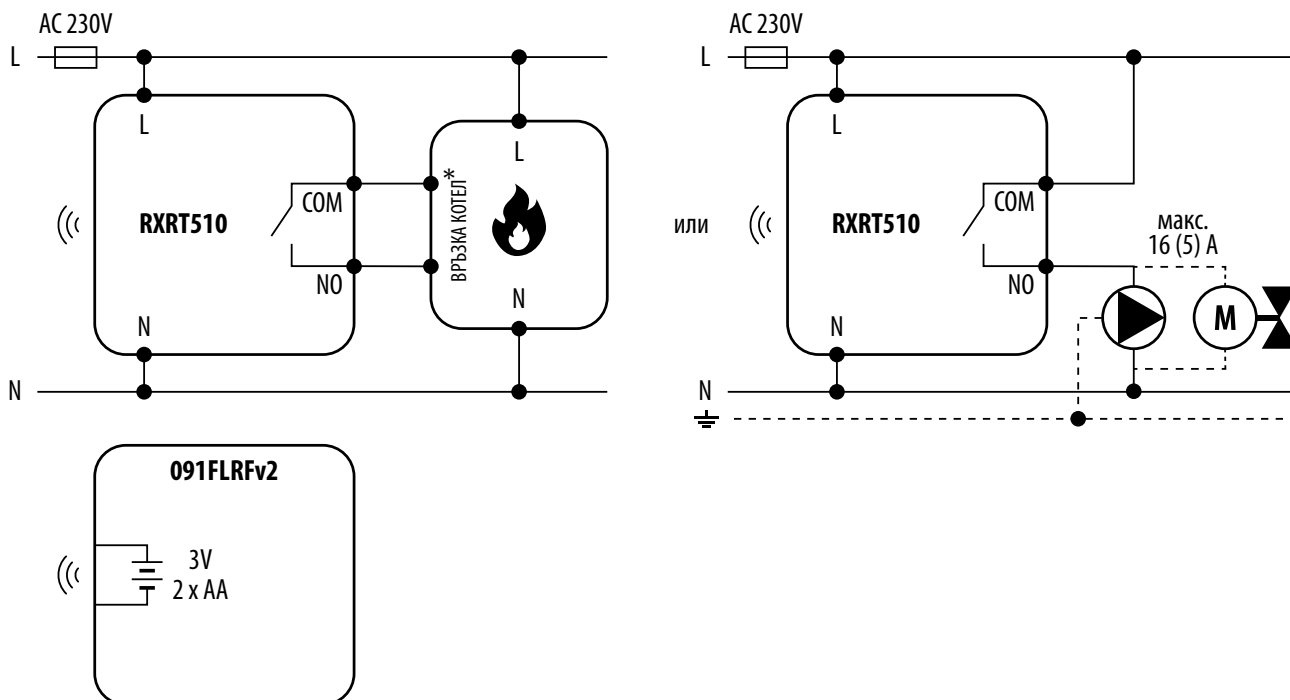 AC 230V
L
L
RXRT510
COM
NO
N
ВРЪЗКА КОТЕЛ*
L
N
N
или
AC 230V
L
L
RXRT510
COM
NO
N
макс.
16 (5) A
M
N
091FLRFv2
3V
2 x AA